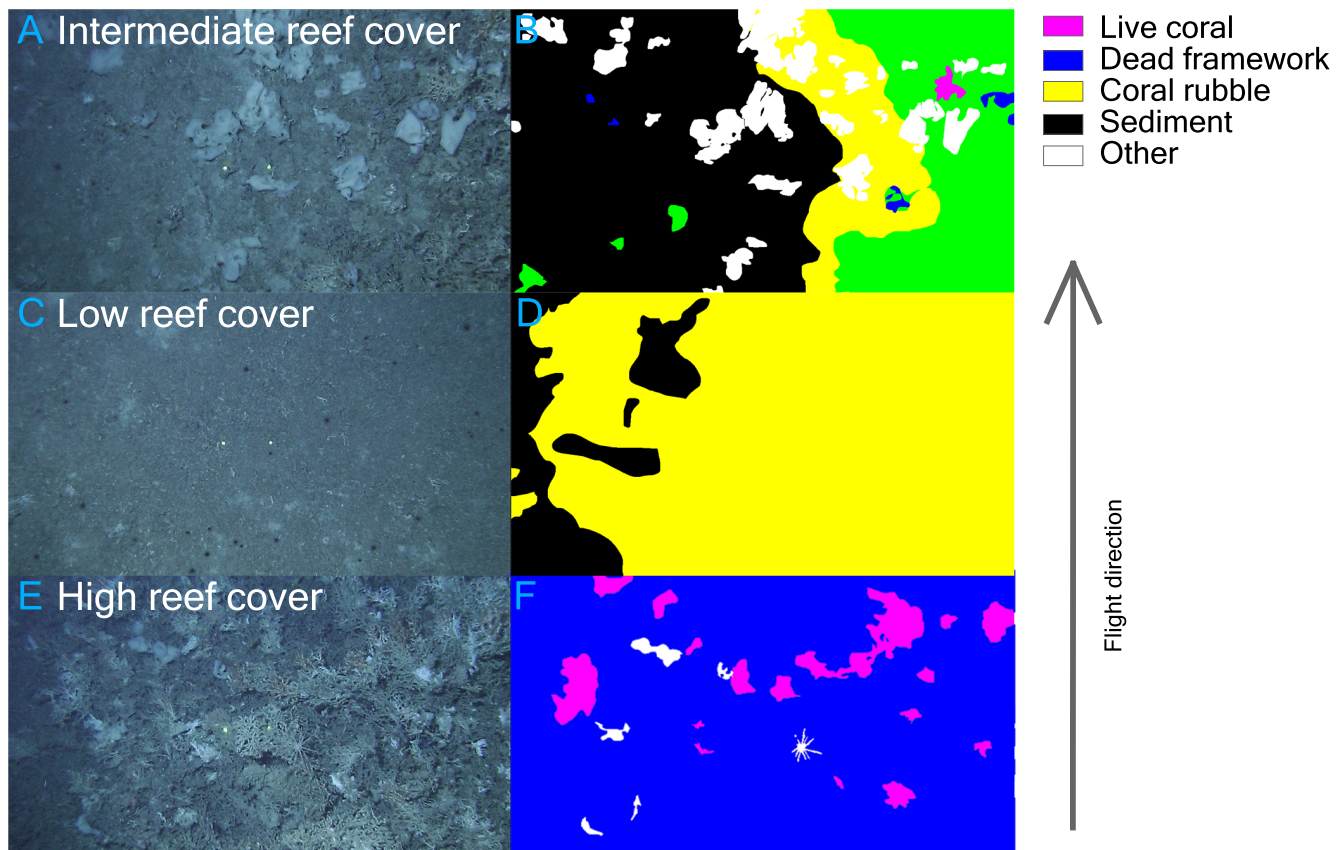 A Intermediate reef cover
B
C Low reef cover
D
E High reef cover
F
Live coral
Dead framework
Coral rubble
Sediment
Other
Flight direction